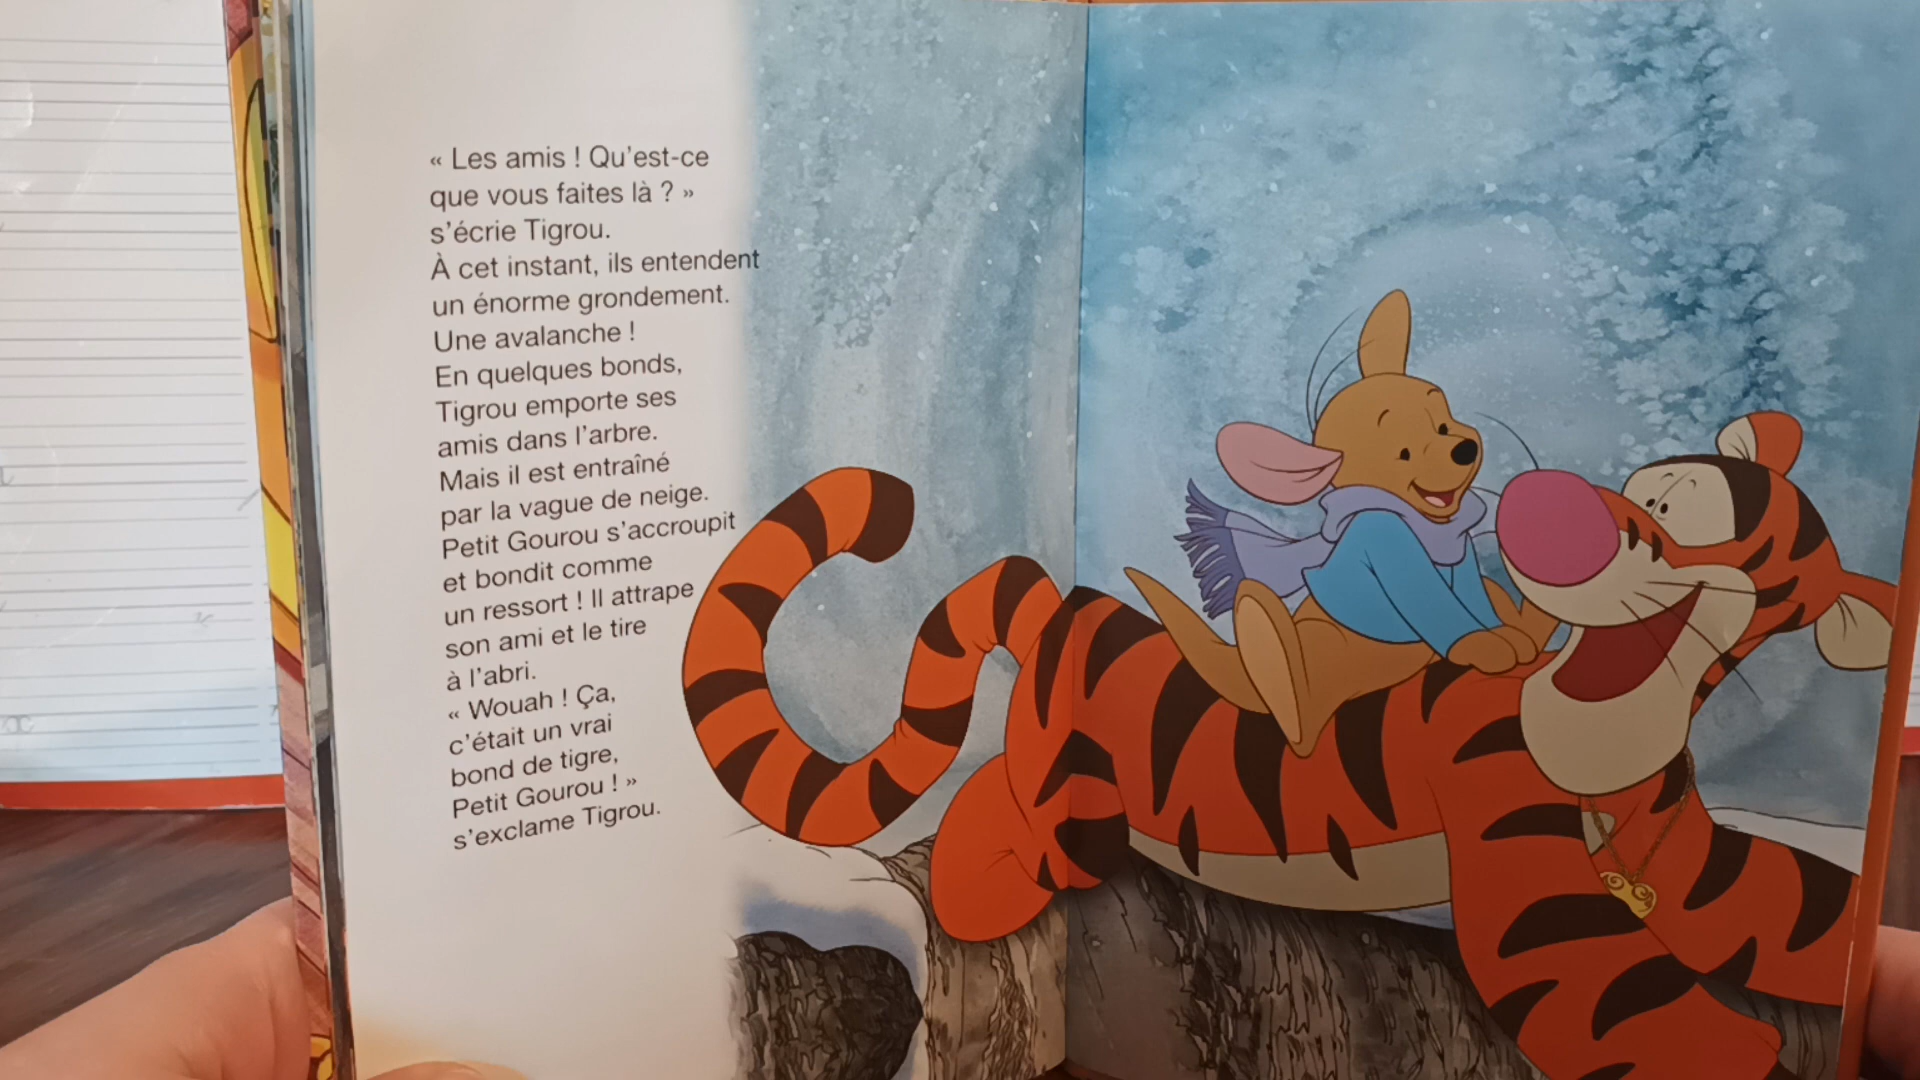 « Les amis ! Qu'est-ce
que vous faites là ? »
s'écrie Tigrou.
À cet instant, ils entendent
un énorme grondement.
Une avalanche !
En quelques bonds,
Tigrou emporte ses
amis dans l'arbre.
Mais il est entraîné
par la vague de neige.
Petit Gourou s'accroupit
et bondit comme
un ressort ! Il attrape
son ami et le tire
à l'abri.
« Wouah ! Ça,
c'était un vrai
bond de tigre,
Petit Gourou ! »
s'exclame Tigrou.